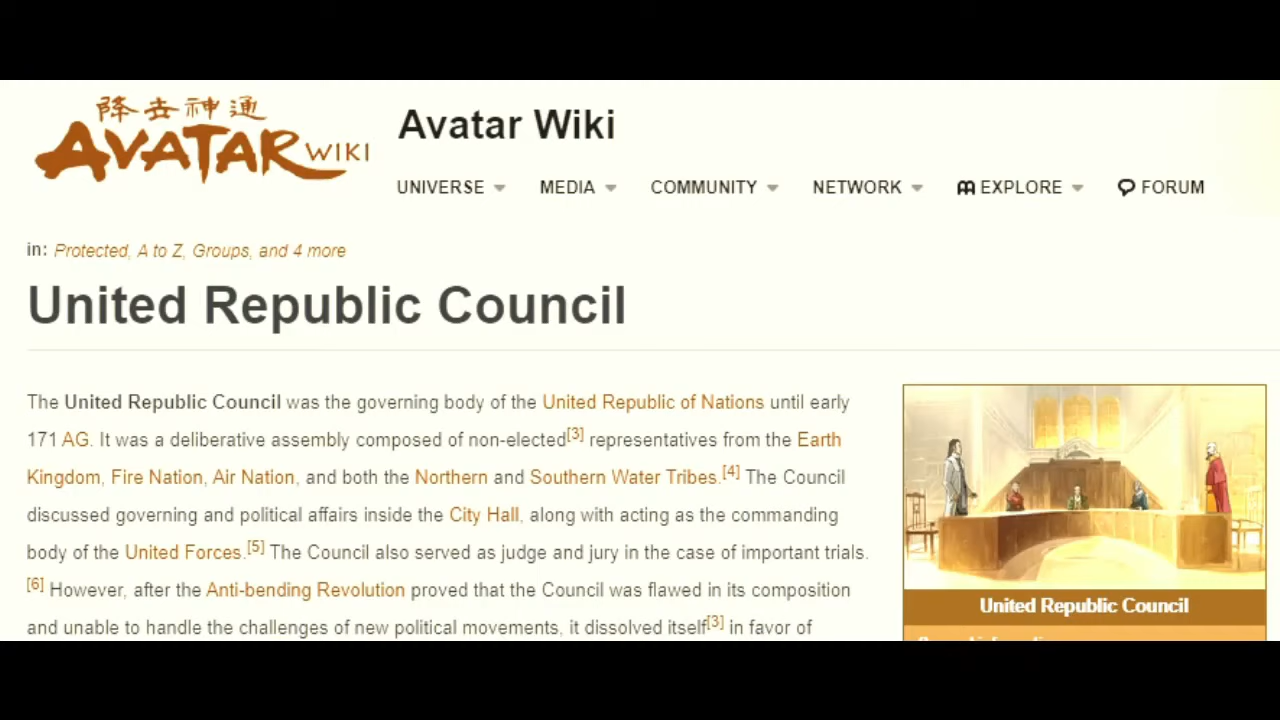 降去神通
AVATAR WIKI
Avatar Wiki
UNIVERSE MEDIA COMMUNITY NETWORK EXPLORE FORUM
in: Protected, A to Z, Groups, and 4 more
United Republic Council
The United Republic Council was the governing body of the United Republic of Nations until early
171 AG. It was a deliberative assembly composed of non-elected[3] representatives from the Earth
Kingdom, Fire Nation, Air Nation, and both the Northern and Southern Water Tribes.[4] The Council
discussed governing and political affairs inside the City Hall, along with acting as the commanding
body of the United Forces.[5] The Council also served as judge and jury in the case of important trials.
[6] However, after the Anti-bending Revolution proved that the Council was flawed in its composition
and unable to handle the challenges of new political movements, it dissolved itself[3] in favor of
United Republic Council